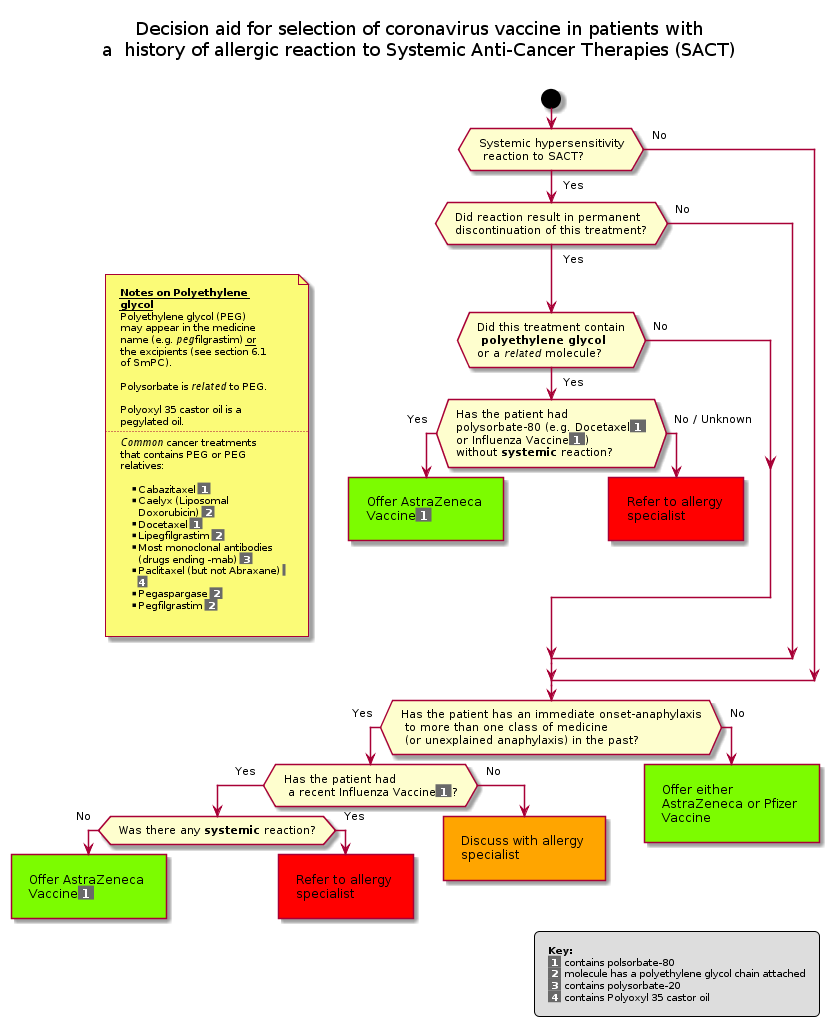 Decision aid for selection of coronavirus vaccine in patients with
a  history of allergic reaction to Systemic Anti-Cancer Therapies (SACT)
Systemic hypersensitivity
reaction to SACT?
No
Yes
Did reaction result in permanent
discontinuation of this treatment?
No
Yes
Notes on Polyethylene
glycol
Polyethylene glycol (PEG)
may appear in the medicine
name (e.g. pegfilgrastim) or
the excipients (see section 6.1
of SmPC).
Polysorbate is related to PEG.
Polyoxyl 35 castor oil is a
pegylated oil.
Common cancer treatments
that contains PEG or PEG
relatives:
▪ Cabazitaxel 1
▪ Caelyx (Liposomal
Doxorubicin) 2
▪ Docetaxel 1
▪ Lipegfilgrastim 2
▪ Most monoclonal antibodies
(drugs ending -mab) 3
▪ Paclitaxel (but not Abraxane)
4
▪ Pegaspargase 2
▪ Pegfilgrastim 2
Did this treatment contain
polyethylene glycol
or a related molecule?
No
Yes
Has the patient had
polysorbate-80 (e.g. Docetaxel 1
or Influenza Vaccine 1 )
without systemic reaction?
Yes
No / Unknown
Offer AstraZeneca
Vaccine 1
Refer to allergy
specialist
Has the patient has an immediate onset-anaphylaxis
to more than one class of medicine
(or unexplained anaphylaxis) in the past?
Yes
No
Has the patient had
a recent Influenza Vaccine 1 ?
Yes
No
Offer either
AstraZeneca or Pfizer
Vaccine
Was there any systemic reaction?
No
Yes
Discuss with allergy
specialist
Offer AstraZeneca
Vaccine 1
Refer to allergy
specialist
Key:
1 contains polsorbate-80
2 molecule has a polyethylene glycol chain attached
3 contains polysorbate-20
4 contains Polyoxyl 35 castor oil